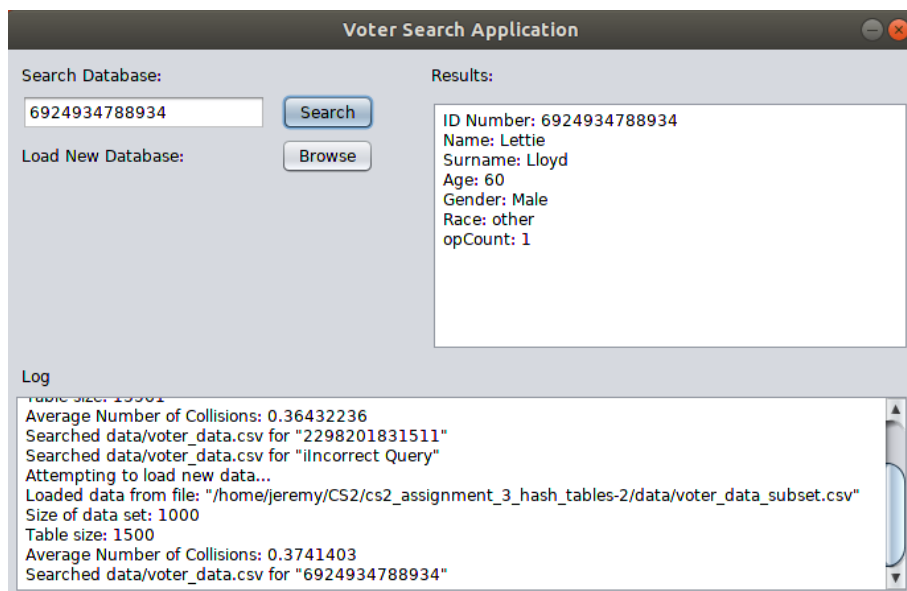 Voter Search Application
Search Database:
6924934788934
Search
Load New Database:
Browse
Results:
ID Number: 6924934788934
Name: Lettie
Surname: Lloyd
Age: 60
Gender: Male
Race: other
opCount: 1
Log
Average Number of Collisions: 0.36432236
Searched data/voter_data.csv for "2298201831511"
Searched data/voter_data.csv for "iIncorrect Query"
Attempting to load new data...
Loaded data from file: "/home/jeremy/CS2/cs2_assignment_3_hash_tables-2/data/voter_data_subset.csv"
Size of data set: 1000
Table size: 1500
Average Number of Collisions: 0.3741403
Searched data/voter_data.csv for "6924934788934"